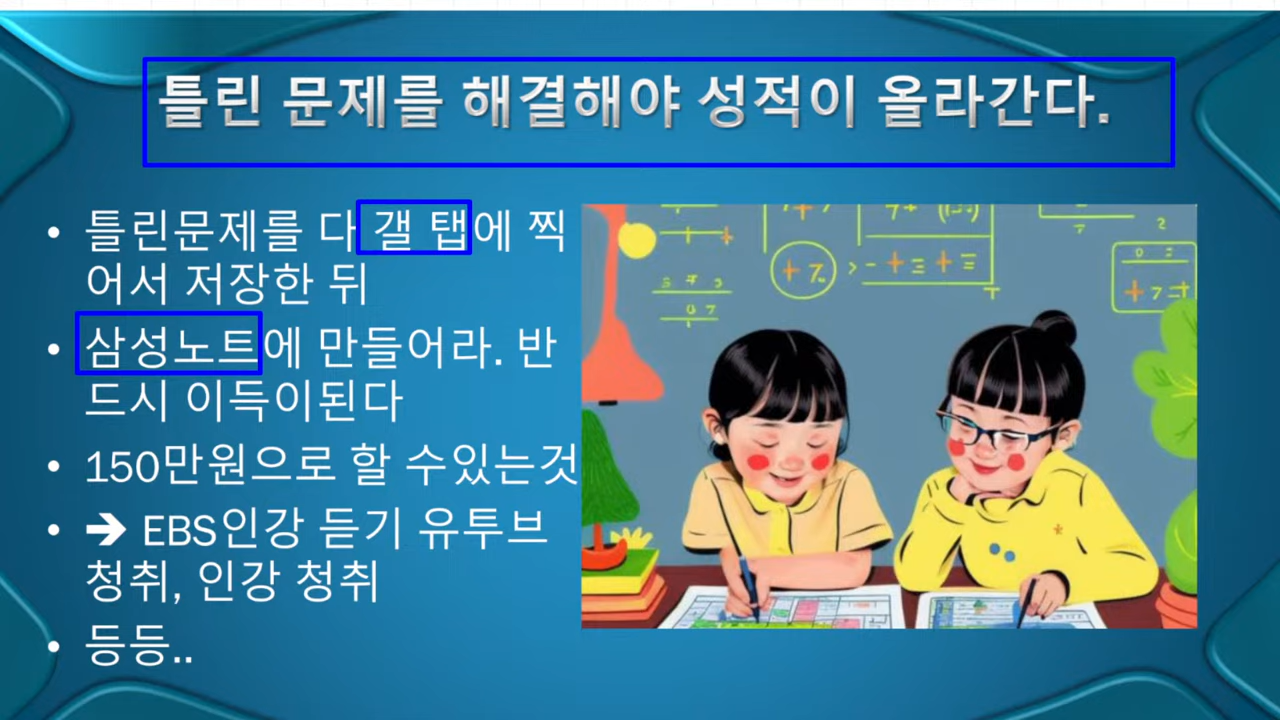 틀린 문제를 해결해야 성적이 올라간다.
• 틀린문제를 다 갤 탭에 찍
어서 저장한 뒤
• 삼성노트에 만들어라. 반
드시 이득이된다
• 150만원으로 할 수있는것
• ➔ EBS인강 듣기 유투브
청취, 인강 청취
• 등등..